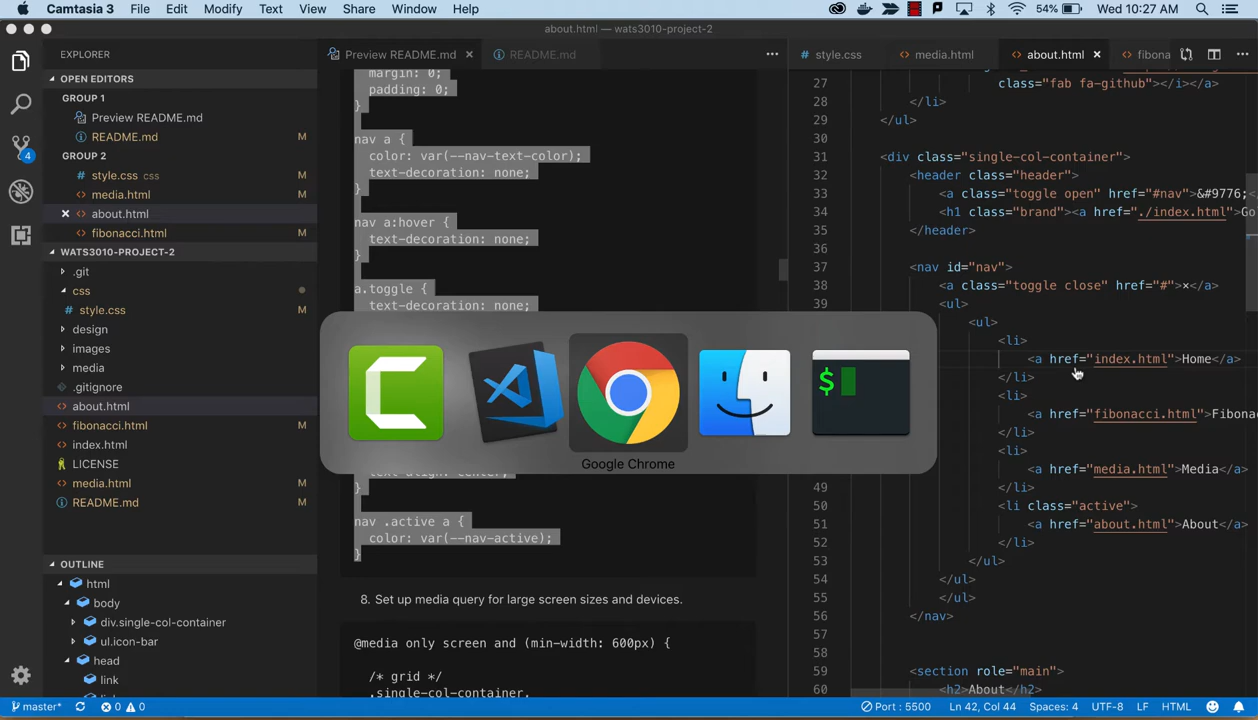 Camtasia 3 File Edit Modify Text View Share Window Help 54% Wed 10:27 AM
about.html — wats3010-project-2
EXPLORER
OPEN EDITORS
GROUP 1
Preview README.md
README.md M
GROUP 2
style.css css
media.html M
about.html M
fibonacci.html M
WATS3010-PROJECT-2
.git
css
style.css M
design
images
media
.gitignore
about.html M
fibonacci.html M
index.html
LICENSE
media.html M
README.md M
OUTLINE
html
body
div.single-col-container
ul.icon-bar
head
link
4
Preview README.md README.md
margin: 0;
padding: 0;
}
nav a {
color: var(--nav-text-color);
text-decoration: none;
}
nav a:hover {
text-decoration: none;
}
a.toggle {
text-decoration: none;
}
nav .active a {
color: var(--nav-active);
}
8. Set up media query for large screen sizes and devices.
@media only screen and (min-width: 600px) {
/* grid */
.single-col-container,
Google Chrome
$
style.css media.html about.html fibona
27 class="fab fa-github"></i></a>
28 </li>
29 </ul>
30
31 <div class="single-col-container">
32 <header class="header">
33 <a class="toggle open" href="#nav">&#9776;<
34 <h1 class="brand"><a href="./index.html">Go
35 </header>
36
37 <nav id="nav">
38 <a class="toggle close" href="#">×</a>
39 <ul>
<ul>
<li>
<a href="index.html">Home</a>
</li>
<li>
<a href="fibonacci.html">Fibona
</li>
<li>
<a href="media.html">Media</a>
49 </li>
50 <li class="active">
51 <a href="about.html">About</a>
52 </li>
53 </ul>
54 </ul>
55 </ul>
56 </nav>
57
58
59 <section role="main">
60 <h2>About</h2>
master* 0 0 Port : 5500 Ln 42, Col 44 Spaces: 4 UTF-8 LF HTML